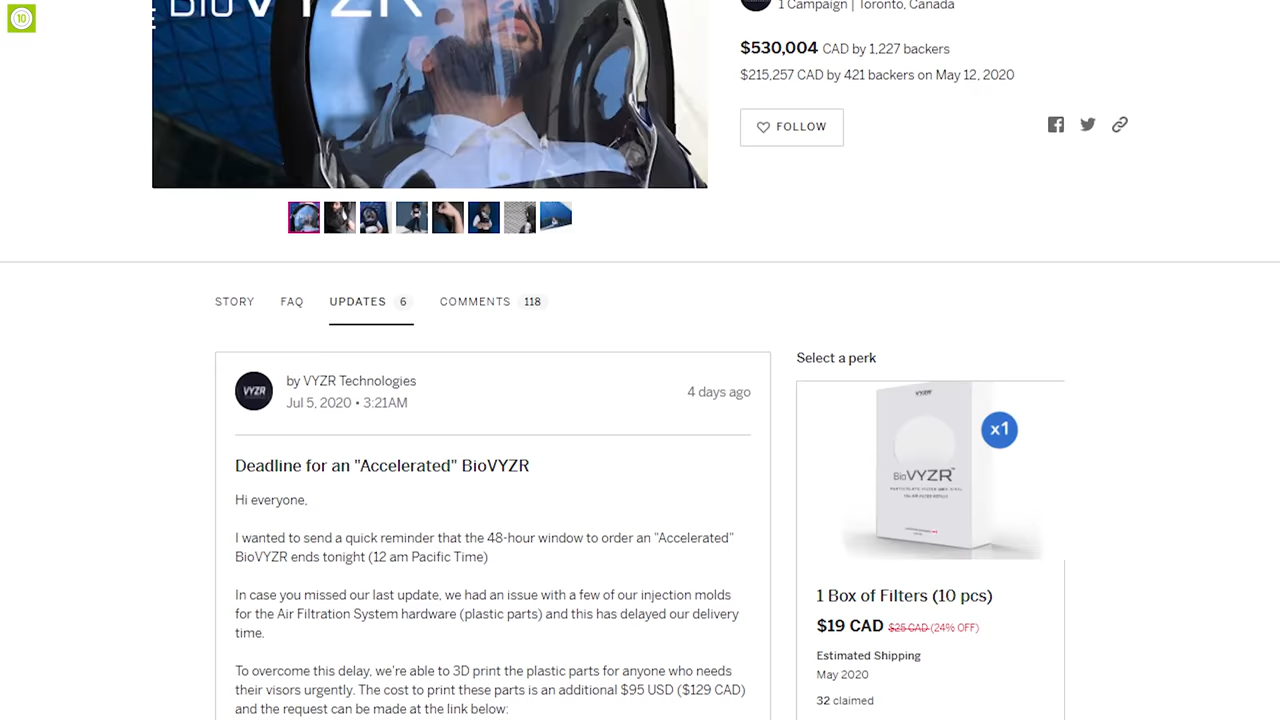 10
BioVYZR
1 Campaign | Toronto, Canada
$530,004 CAD by 1,227 backers
$215,257 CAD by 421 backers on May 12, 2020
FOLLOW
STORY FAQ UPDATES 6 COMMENTS 118
VYZR
by VYZR Technologies
Jul 5, 2020 • 3:21AM
4 days ago
Deadline for an "Accelerated" BioVYZR
Hi everyone,
I wanted to send a quick reminder that the 48-hour window to order an "Accelerated"
BioVYZR ends tonight (12 am Pacific Time)
In case you missed our last update, we had an issue with a few of our injection molds
for the Air Filtration System hardware (plastic parts) and this has delayed our delivery
time.
To overcome this delay, we're able to 3D print the plastic parts for anyone who needs
their visors urgently. The cost to print these parts is an additional $95 USD ($129 CAD)
and the request can be made at the link below:
Select a perk
VYZR
x1
BioVYZR™
1 Box of Filters (10 pcs)
$19 CAD $25 CAD (24% OFF)
Estimated Shipping
May 2020
32 claimed